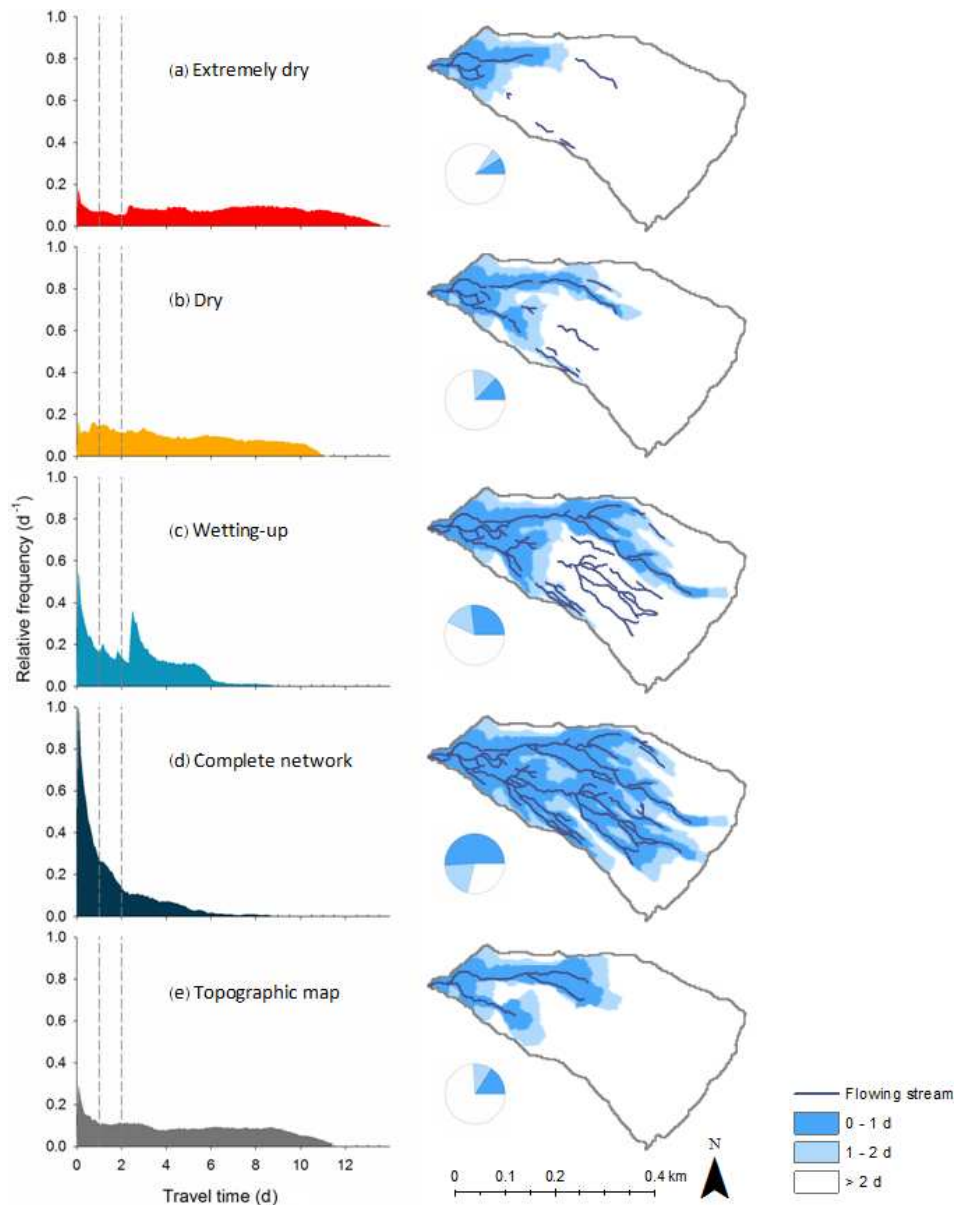 1.0
0.8
0.6
0.4
0.2
0.0
(a) Extremely dry
1.0
0.8
0.6
0.4
0.2
0.0
(b) Dry
Relative frequency (d⁻¹)
1.0
0.8
0.6
0.4
0.2
0.0
(c) Wetting-up
1.0
0.8
0.6
0.4
0.2
0.0
(d) Complete network
1.0
0.8
0.6
0.4
0.2
0.0
(e) Topographic map
0 2 4 6 8 10 12
Travel time (d)
0 0.1 0.2 0.4 km
N
Flowing stream
0 - 1 d
1 - 2 d
> 2 d